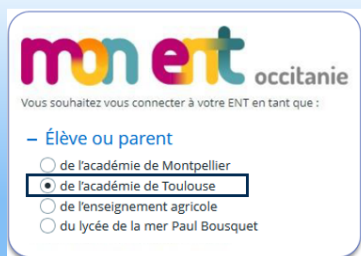 mon ent occitanie
Vous souhaitez vous connecter à votre ENT en tant que :
– Élève ou parent
de l'académie de Montpellier
de l'académie de Toulouse
de l'enseignement agricole
du lycée de la mer Paul Bousquet